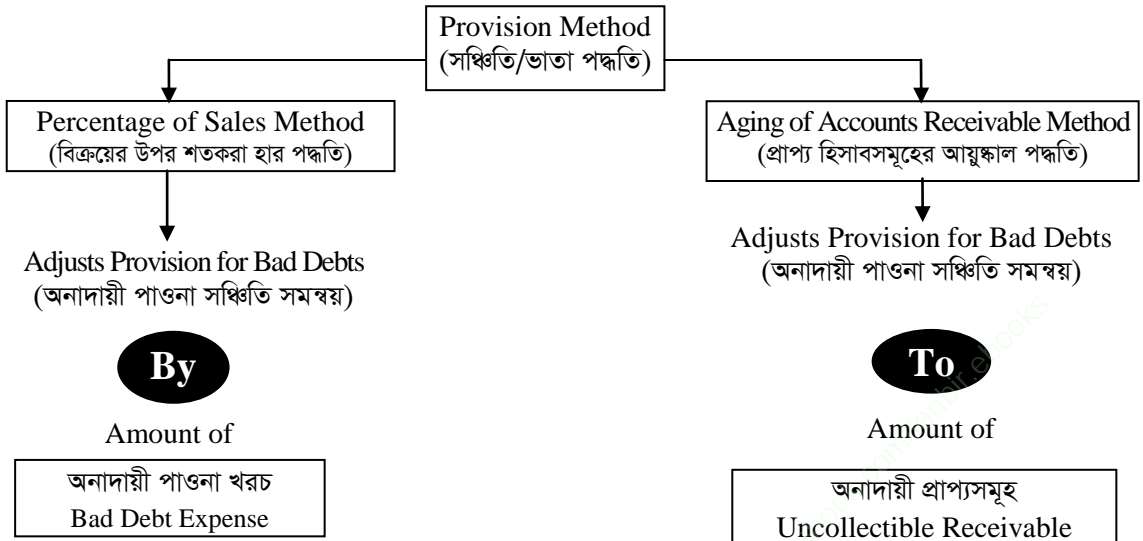 Provision Method
(সঞ্চিতি/ভাতা পদ্ধতি)
Percentage of Sales Method
(বিক্রয়ের উপর শতকরা হার পদ্ধতি)
Adjusts Provision for Bad Debts
(অনাদায়ী পাওনা সঞ্চিতি সমন্বয়)
By
Amount of
অনাদায়ী পাওনা খরচ
Bad Debt Expense
Aging of Accounts Receivable Method
(প্রাপ্য হিসাবসমূহের আয়ুষ্কাল পদ্ধতি)
Adjusts Provision for Bad Debts
(অনাদায়ী পাওনা সঞ্চিতি সমন্বয়)
To
Amount of
অনাদায়ী প্রাপ্যসমূহ
Uncollectible Receivable